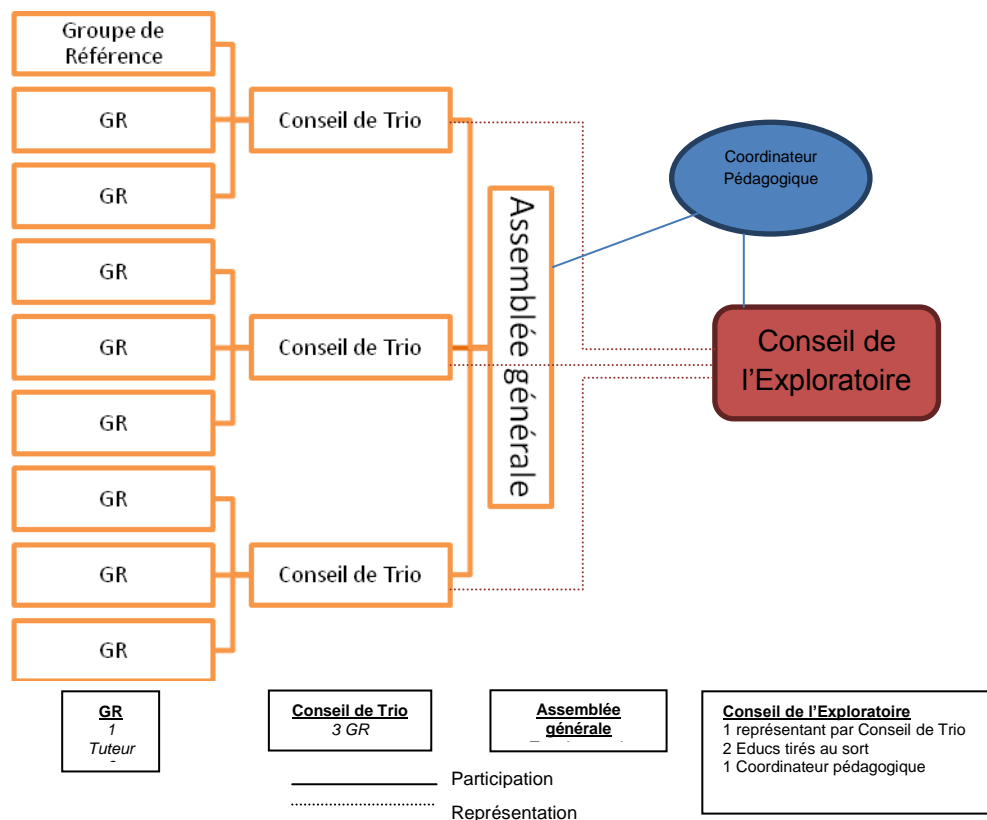 Groupe de
Référence
GR
GR
GR
GR
GR
GR
GR
GR
Conseil de Trio
Conseil de Trio
Conseil de Trio
Assemblée générale
Coordinateur
Pédagogique
Conseil de
l'Exploratoire
GR
1
Tuteur
Conseil de Trio
3 GR
Assemblée
générale
Conseil de l'Exploratoire
1 représentant par Conseil de Trio
2 Educs tirés au sort
1 Coordinateur pédagogique
Participation
Représentation